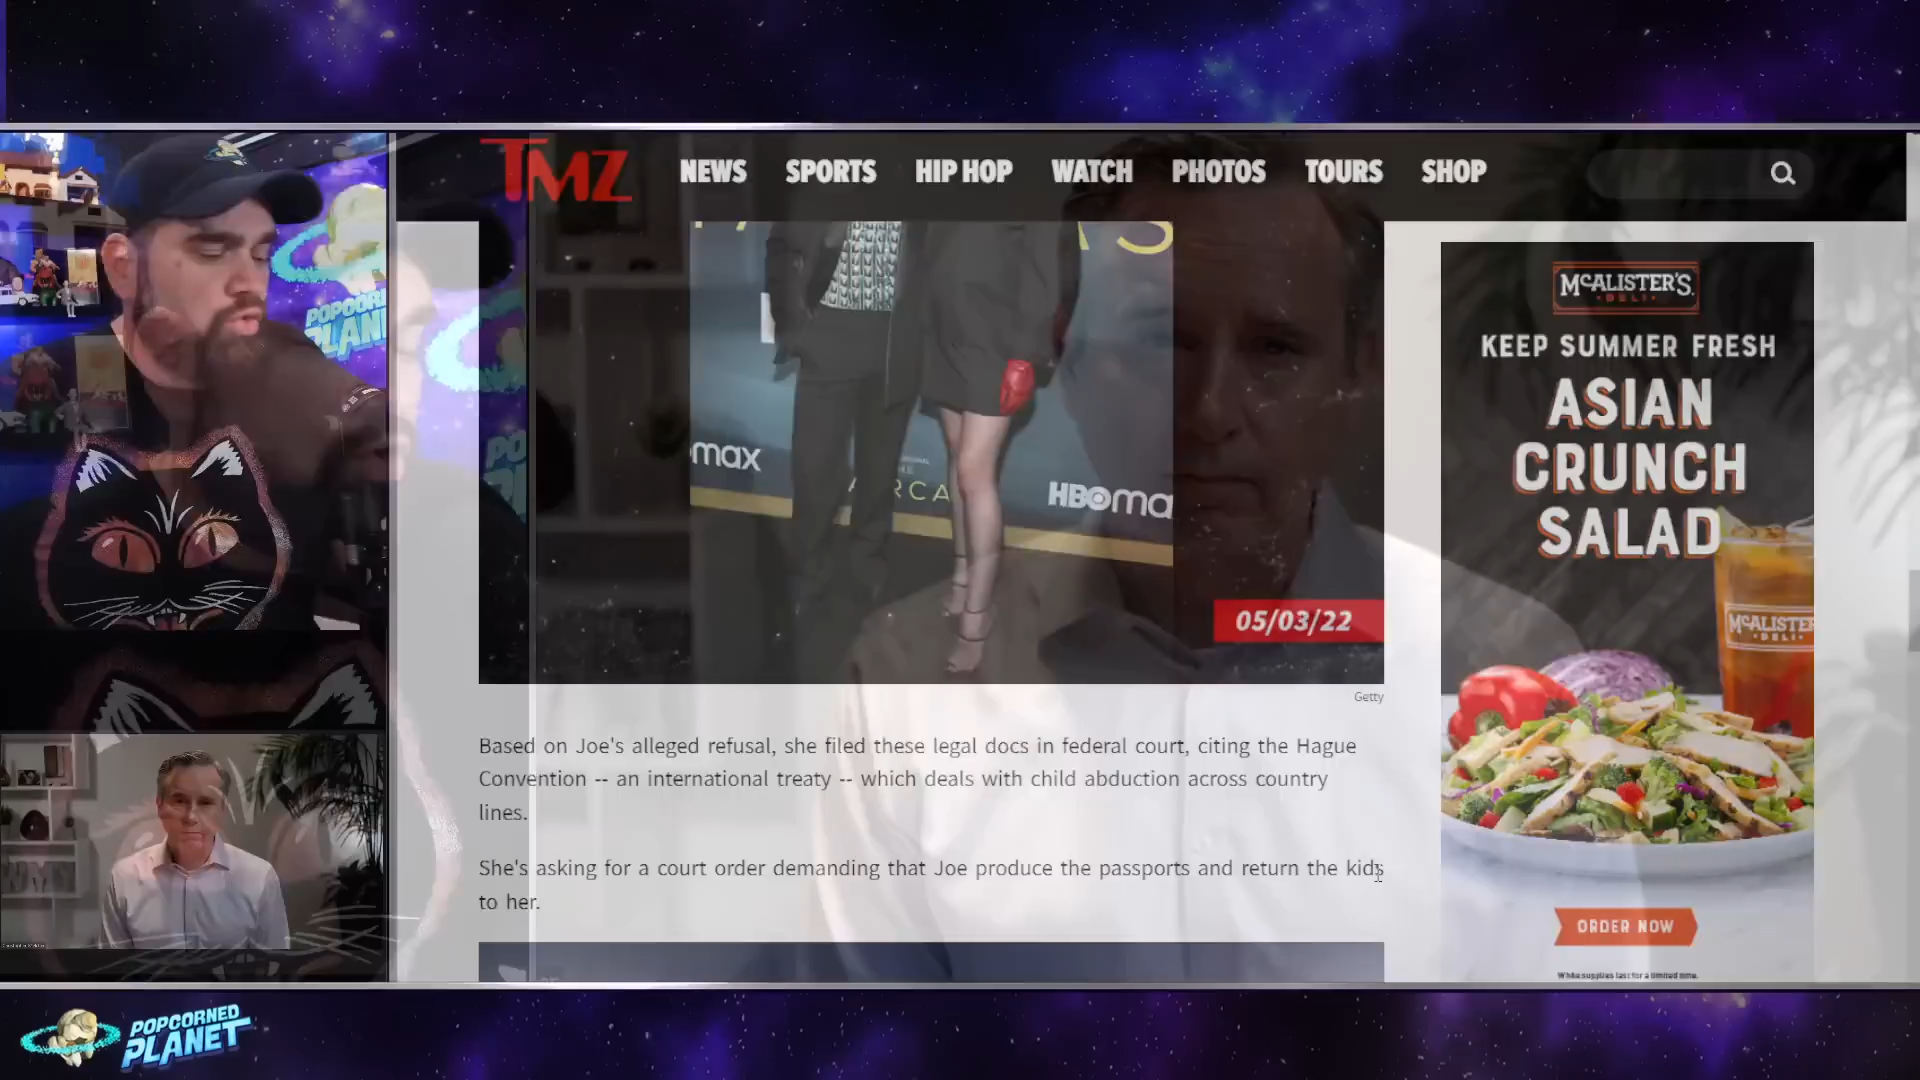 TMZ
NEWS SPORTS HIP HOP WATCH PHOTOS TOURS SHOP
POPCORNED
PLANET
max
HBOma
05/03/22
Getty
Based on Joe's alleged refusal, she filed these legal docs in federal court, citing the Hague
Convention -- an international treaty -- which deals with child abduction across country
lines.
She's asking for a court order demanding that Joe produce the passports and return the kids
to her.
McALISTER'S
DELI
KEEP SUMMER FRESH
ASIAN
CRUNCH
SALAD
McALISTER
DELI
ORDER NOW
While supplies last for a limited time.
POPCORNED
PLANET